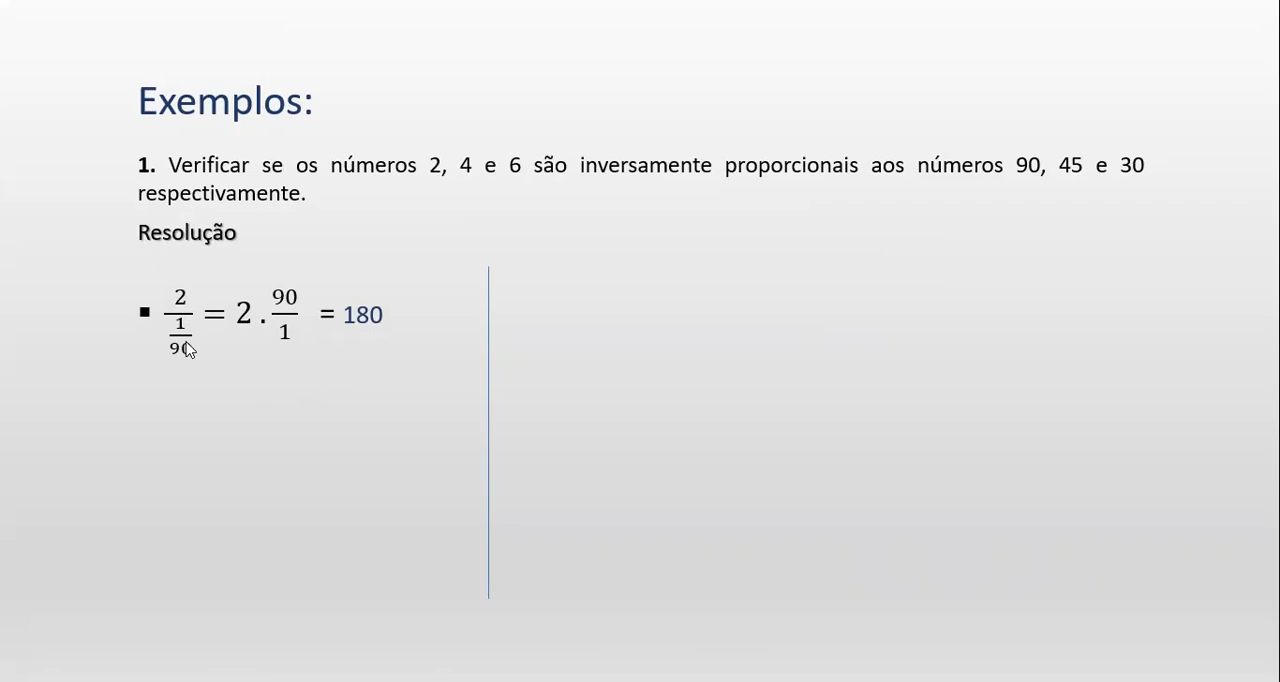 Exemplos:
1. Verificar se os números 2, 4 e 6 são inversamente proporcionais aos números 90, 45 e 30
respectivamente.
Resolução
▪ 2/(1/90) = 2 . 90/1 = 180